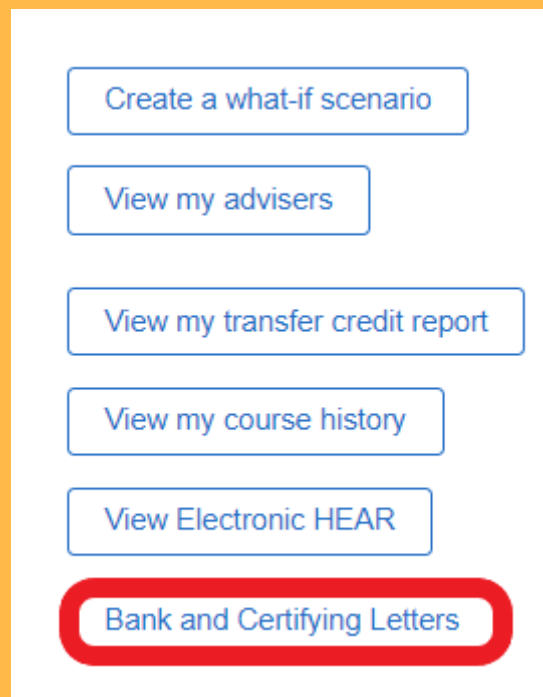 Create a what-if scenario
View my advisers
View my transfer credit report
View my course history
View Electronic HEAR
Bank and Certifying Letters